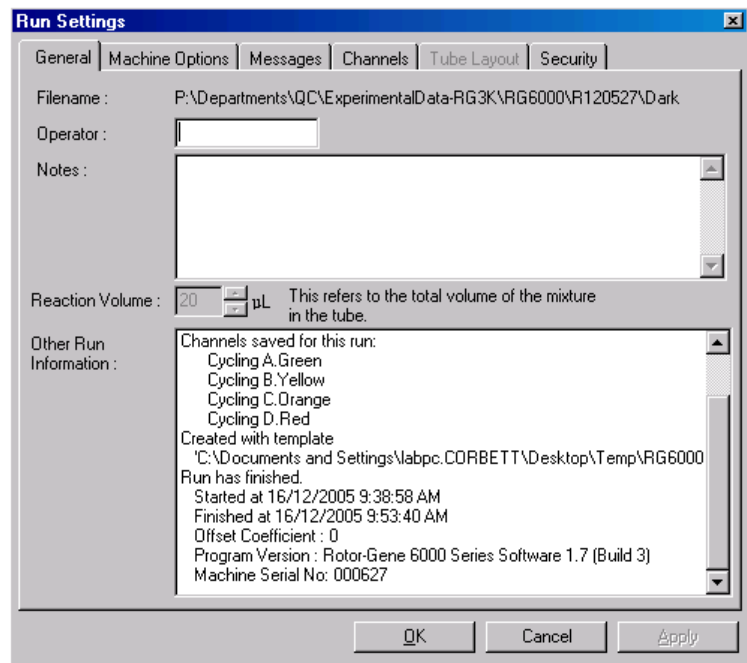 Run Settings
General Machine Options Messages Channels Tube Layout Security
Filename : P:\Departments\QC\ExperimentalData-RG3K\RG6000\R120527\Dark
Operator :
Notes :
Reaction Volume : 20 µL This refers to the total volume of the mixture
in the tube.
Other Run
Information :
Channels saved for this run:
Cycling A.Green
Cycling B.Yellow
Cycling C.Orange
Cycling D.Red
Created with template
'C:\Documents and Settings\labpc.CORBETT\Desktop\Temp\RG6000
Run has finished.
Started at 16/12/2005 9:38:58 AM
Finished at 16/12/2005 9:53:40 AM
Offset Coefficient : 0
Program Version : Rotor-Gene 6000 Series Software 1.7 (Build 3)
Machine Serial No: 000627
OK Cancel Apply